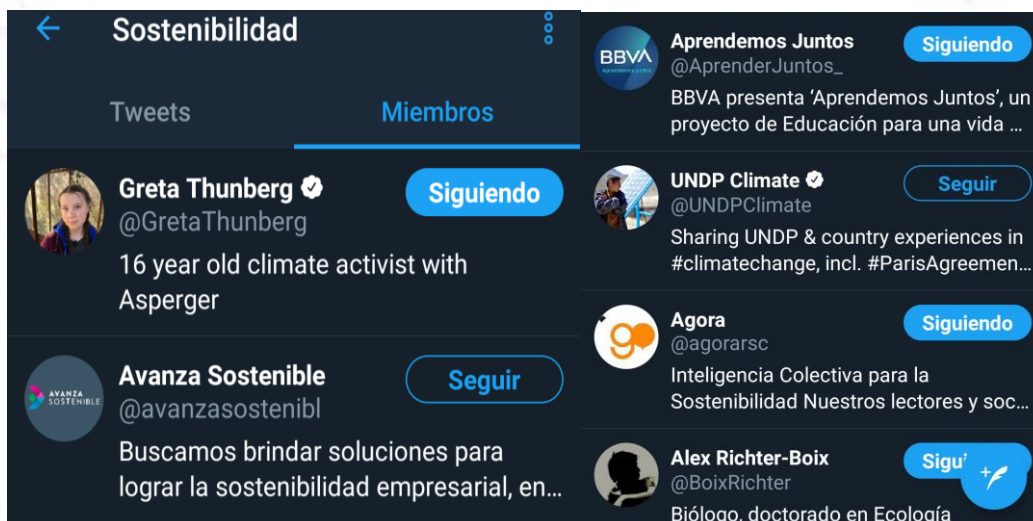 Sostenibilidad
Tweets
Miembros
Greta Thunberg
Siguiendo
@GretaThunberg
16 year old climate activist with
Asperger
AVANZA
SOSTENIBLE
Avanza Sostenible
Seguir
@avanzasostenibl
Buscamos brindar soluciones para
lograr la sostenibilidad empresarial, en...
BBVA
Aprendemos Juntos
Siguiendo
@AprenderJuntos_
BBVA presenta ‘Aprendemos Juntos’, un
proyecto de Educación para una vida ...
UNDP Climate
Seguir
@UNDPClimate
Sharing UNDP & country experiences in
#climatechange, incl. #ParisAgreemen...
Agora
Siguiendo
@agorarsc
Inteligencia Colectiva para la
Sostenibilidad Nuestros lectores y soc...
Alex Richter-Boix
Sigu
@BoixRichter
Biólogo, doctorado en Ecología